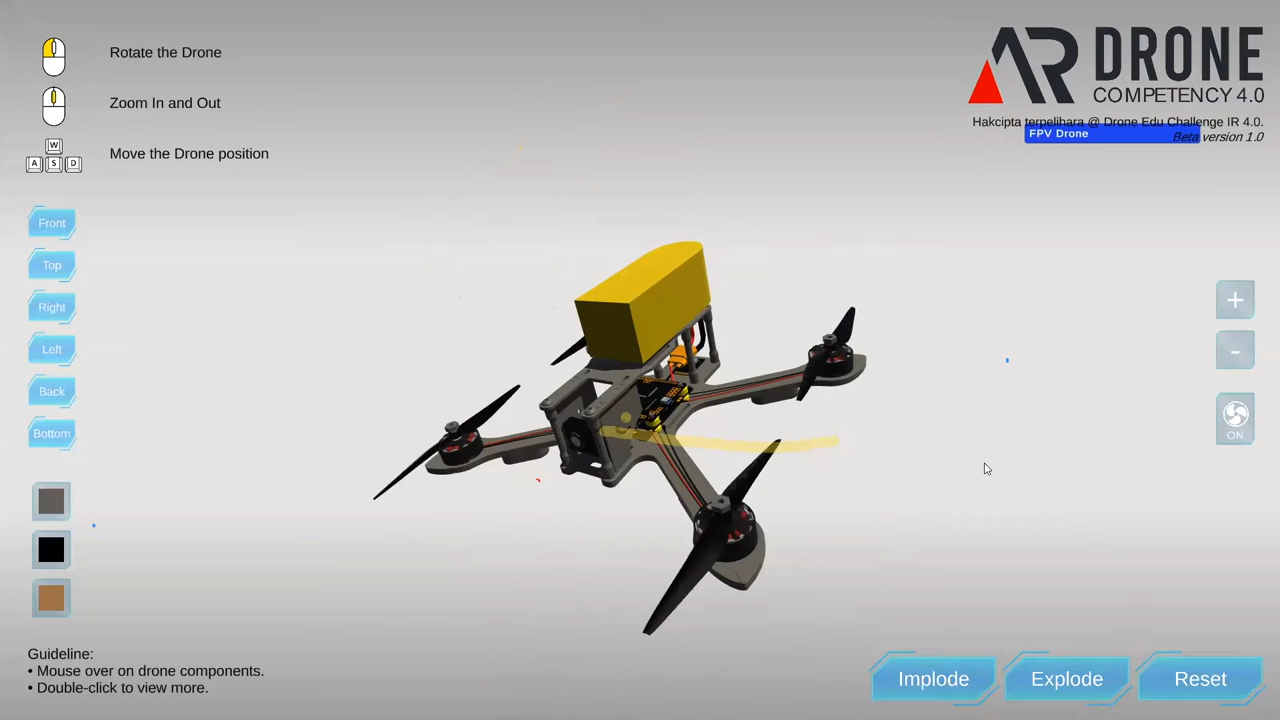 Rotate the Drone
Zoom In and Out
W
A S D
Move the Drone position
AR DRONE
COMPETENCY 4.0
Hakcipta terpelihara @ Drone Edu Challenge IR 4.0.
FPV Drone
Beta version 1.0
Front
Top
Right
Left
Back
Bottom
+
-
ON
Guideline:
• Mouse over on drone components.
• Double-click to view more.
Implode
Explode
Reset